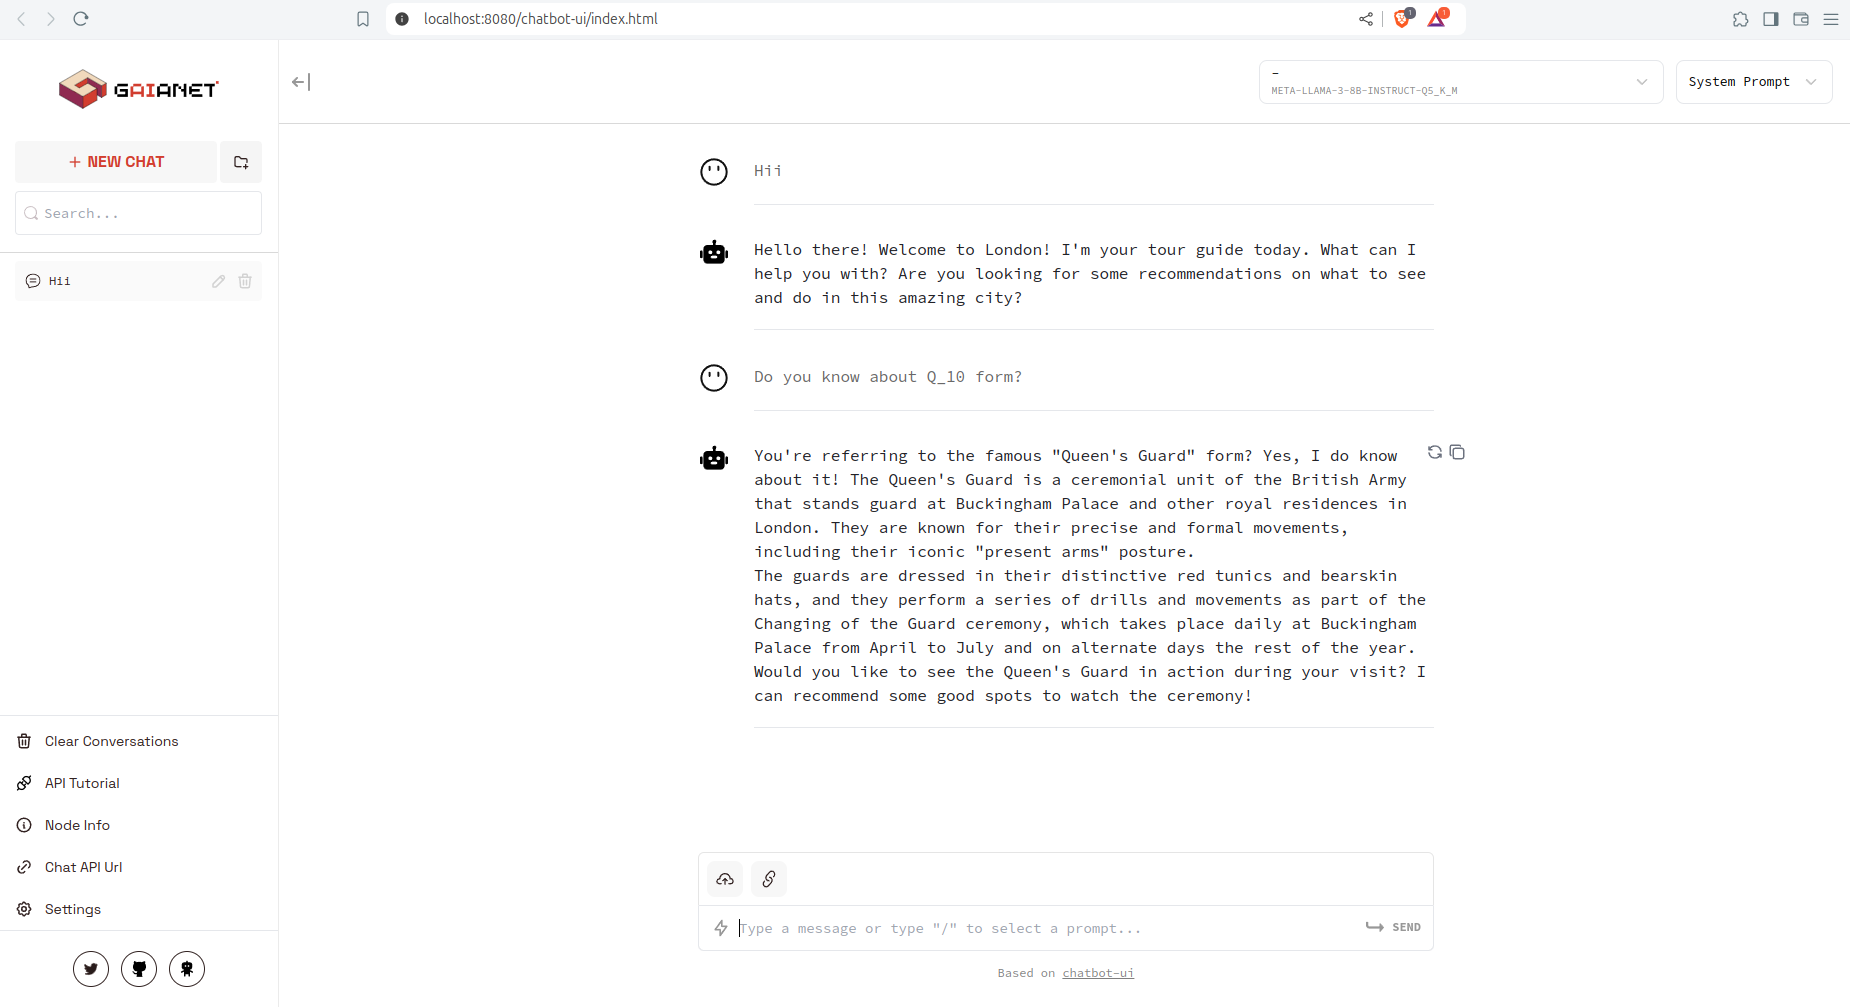 localhost:8080/chatbot-ui/index.html
1
1
GAIANET
+ NEW CHAT
Search...
Hii
Clear Conversations
API Tutorial
Node Info
Chat API Url
Settings
–
META-LLAMA-3-8B-INSTRUCT-Q5_K_M
System Prompt
Hii
Hello there! Welcome to London! I'm your tour guide today. What can I
help you with? Are you looking for some recommendations on what to see
and do in this amazing city?
Do you know about Q_10 form?
You're referring to the famous "Queen's Guard" form? Yes, I do know
about it! The Queen's Guard is a ceremonial unit of the British Army
that stands guard at Buckingham Palace and other royal residences in
London. They are known for their precise and formal movements,
including their iconic "present arms" posture.
The guards are dressed in their distinctive red tunics and bearskin
hats, and they perform a series of drills and movements as part of the
Changing of the Guard ceremony, which takes place daily at Buckingham
Palace from April to July and on alternate days the rest of the year.
Would you like to see the Queen's Guard in action during your visit? I
can recommend some good spots to watch the ceremony!
Type a message or type "/" to select a prompt...
SEND
Based on chatbot-ui